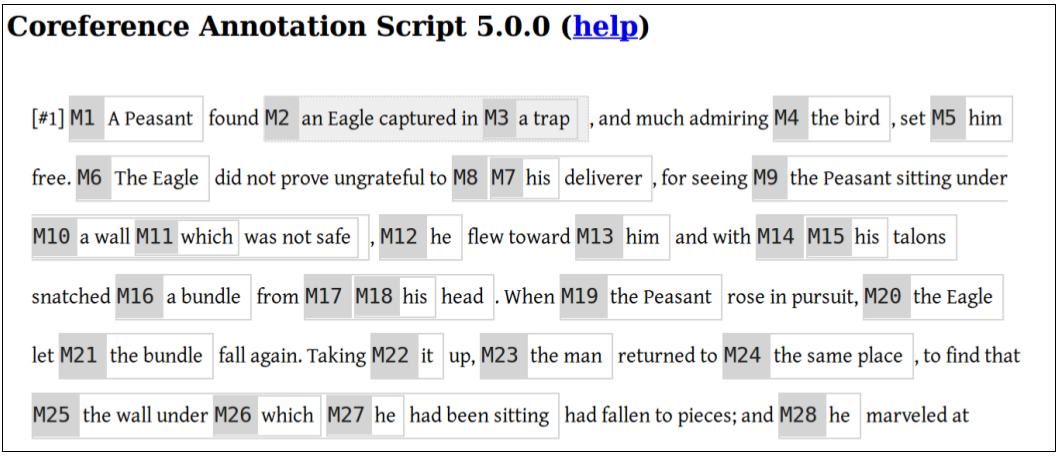 Coreference Annotation Script 5.0.0 (help)
[#1] M1 A Peasant found M2 an Eagle captured in M3 a trap , and much admiring M4 the bird , set M5 him
free. M6 The Eagle did not prove ungrateful to M8 M7 his deliverer , for seeing M9 the Peasant sitting under
M10 a wall M11 which was not safe , M12 he flew toward M13 him and with M14 M15 his talons
snatched M16 a bundle from M17 M18 his head . When M19 the Peasant rose in pursuit, M20 the Eagle
let M21 the bundle fall again. Taking M22 it up, M23 the man returned to M24 the same place , to find that
M25 the wall under M26 which M27 he had been sitting had fallen to pieces; and M28 he marveled at